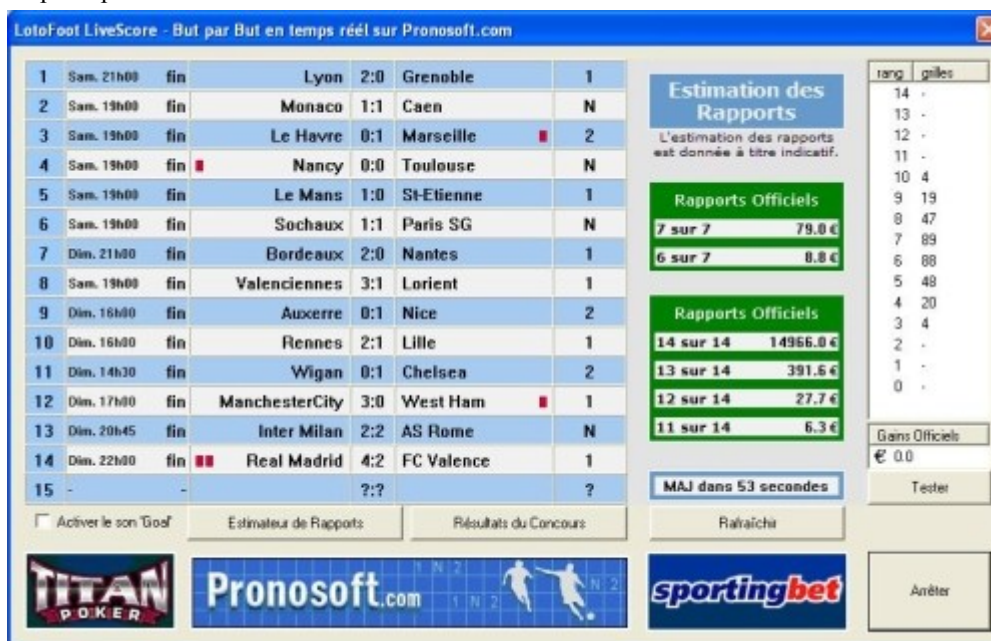 LotoFoot LiveScore - But par But en temps réél sur Pronosoft.com
1 Sam. 21h00 fin Lyon 2:0 Grenoble 1
2 Sam. 19h00 fin Monaco 1:1 Caen N
3 Sam. 19h00 fin Le Havre 0:1 Marseille 2
4 Sam. 19h00 fin Nancy 0:0 Toulouse N
5 Sam. 19h00 fin Le Mans 1:0 St-Etienne 1
6 Sam. 19h00 fin Sochaux 1:1 Paris SG N
7 Dim. 21h00 fin Bordeaux 2:0 Nantes 1
8 Sam. 19h00 fin Valenciennes 3:1 Lorient 1
9 Dim. 16h00 fin Auxerre 0:1 Nice 2
10 Dim. 16h00 fin Rennes 2:1 Lille 1
11 Dim. 14h30 fin Wigan 0:1 Chelsea 2
12 Dim. 17h00 fin ManchesterCity 3:0 West Ham 1
13 Dim. 20h45 fin Inter Milan 2:2 AS Rome N
14 Dim. 22h00 fin Real Madrid 4:2 FC Valence 1
15 - - ?:? ?
Estimation des
Rapports
L'estimation des rapports
est donnée à titre indicatif.
Rapports Officiels
7 sur 7 79.0 €
6 sur 7 8.8 €
Rapports Officiels
14 sur 14 14966.0 €
13 sur 14 391.6 €
12 sur 14 27.7 €
11 sur 14 6.3 €
MAJ dans 53 secondes
rang grilles
14 -
13 -
12 -
11 -
10 4
9 19
8 47
7 89
6 88
5 48
4 20
3 4
2 -
1 -
0 -
Gains Officiels
€ 0.0
Tester
Activer le son 'Goal'
Estimateur de Rapports
Résultats du Concours
Rafraîchir
TITAN
POKER
Pronosoft.com
1 N 2
1 N 2
N 2
sportingbet
Arrêter